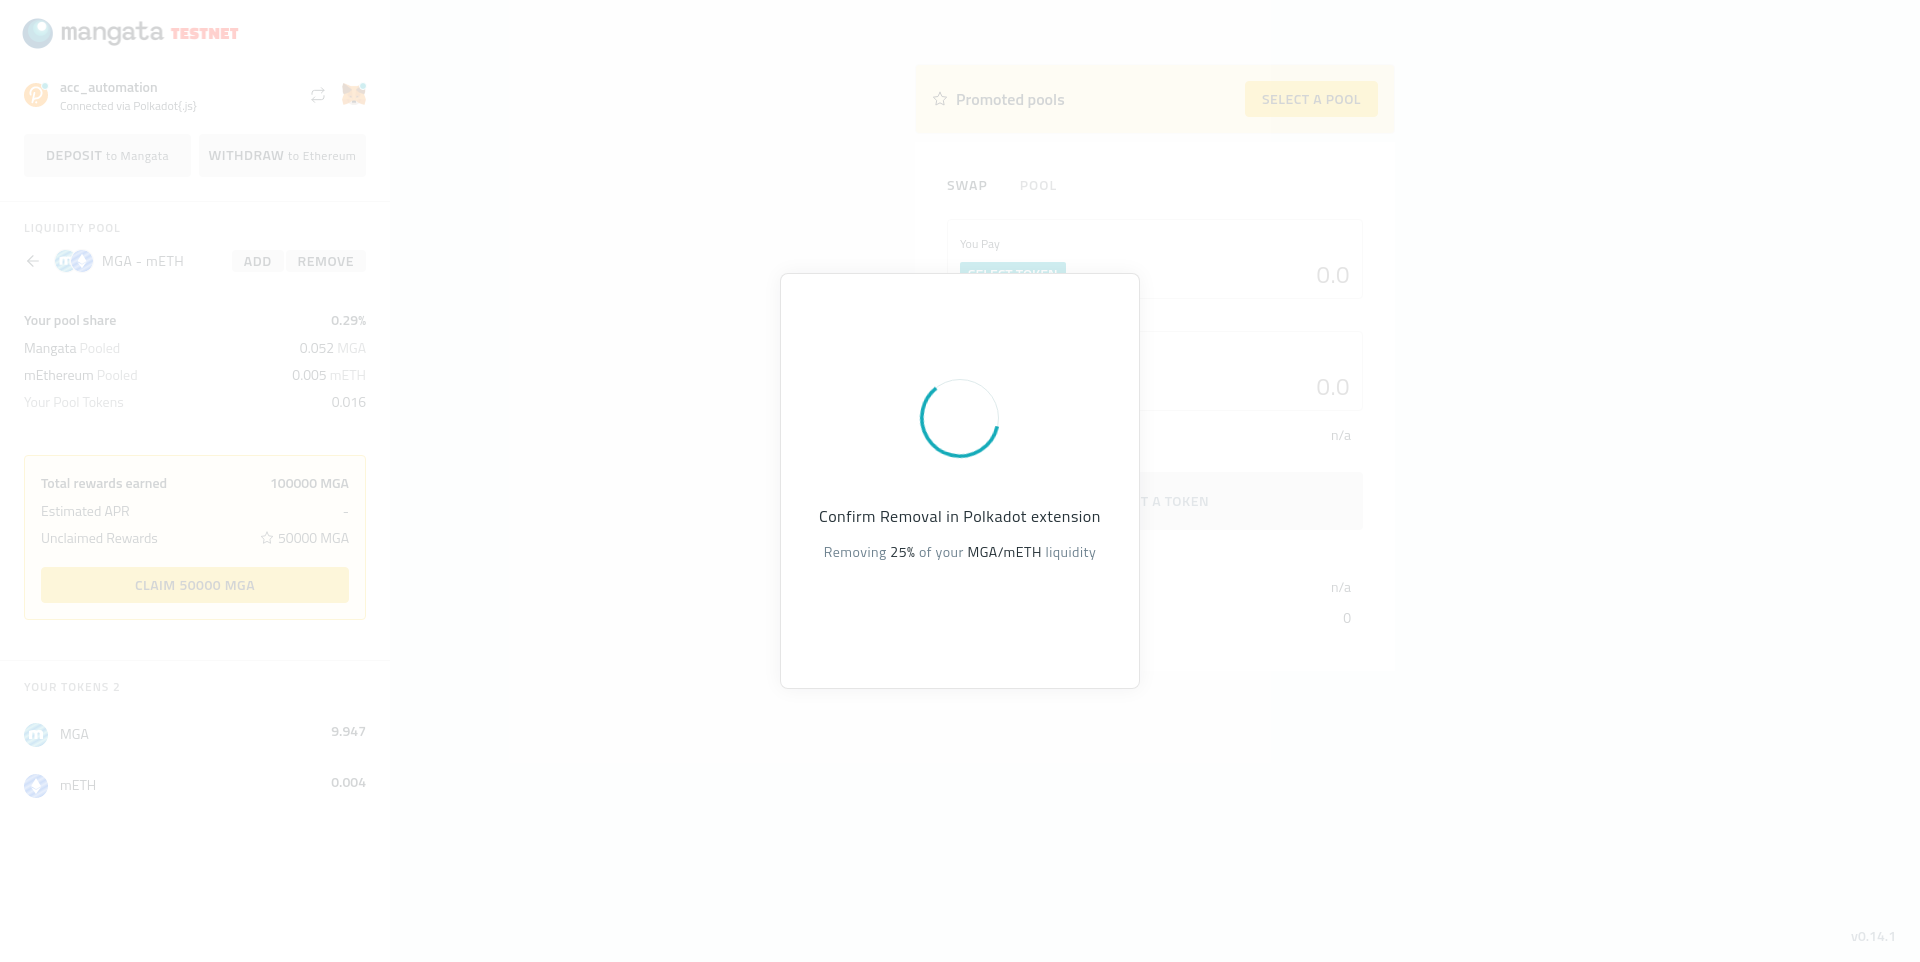 mangata TESTNET
acc_automation
Connected via Polkadot{.js}
DEPOSIT to Mangata
WITHDRAW to Ethereum
LIQUIDITY POOL
MGA - mETH
ADD
REMOVE
Your pool share 0.29%
Mangata Pooled 0.052 MGA
mEthereum Pooled 0.005 mETH
Your Pool Tokens 0.016
Total rewards earned 100000 MGA
Estimated APR -
Unclaimed Rewards 50000 MGA
CLAIM 50000 MGA
YOUR TOKENS 2
MGA 9.947
mETH 0.004
Promoted pools
SELECT A POOL
SWAP
POOL
You Pay
SELECT TOKEN
0.0
0.0
n/a
T A TOKEN
n/a
0
Confirm Removal in Polkadot extension
Removing 25% of your MGA/mETH liquidity
v0.14.1